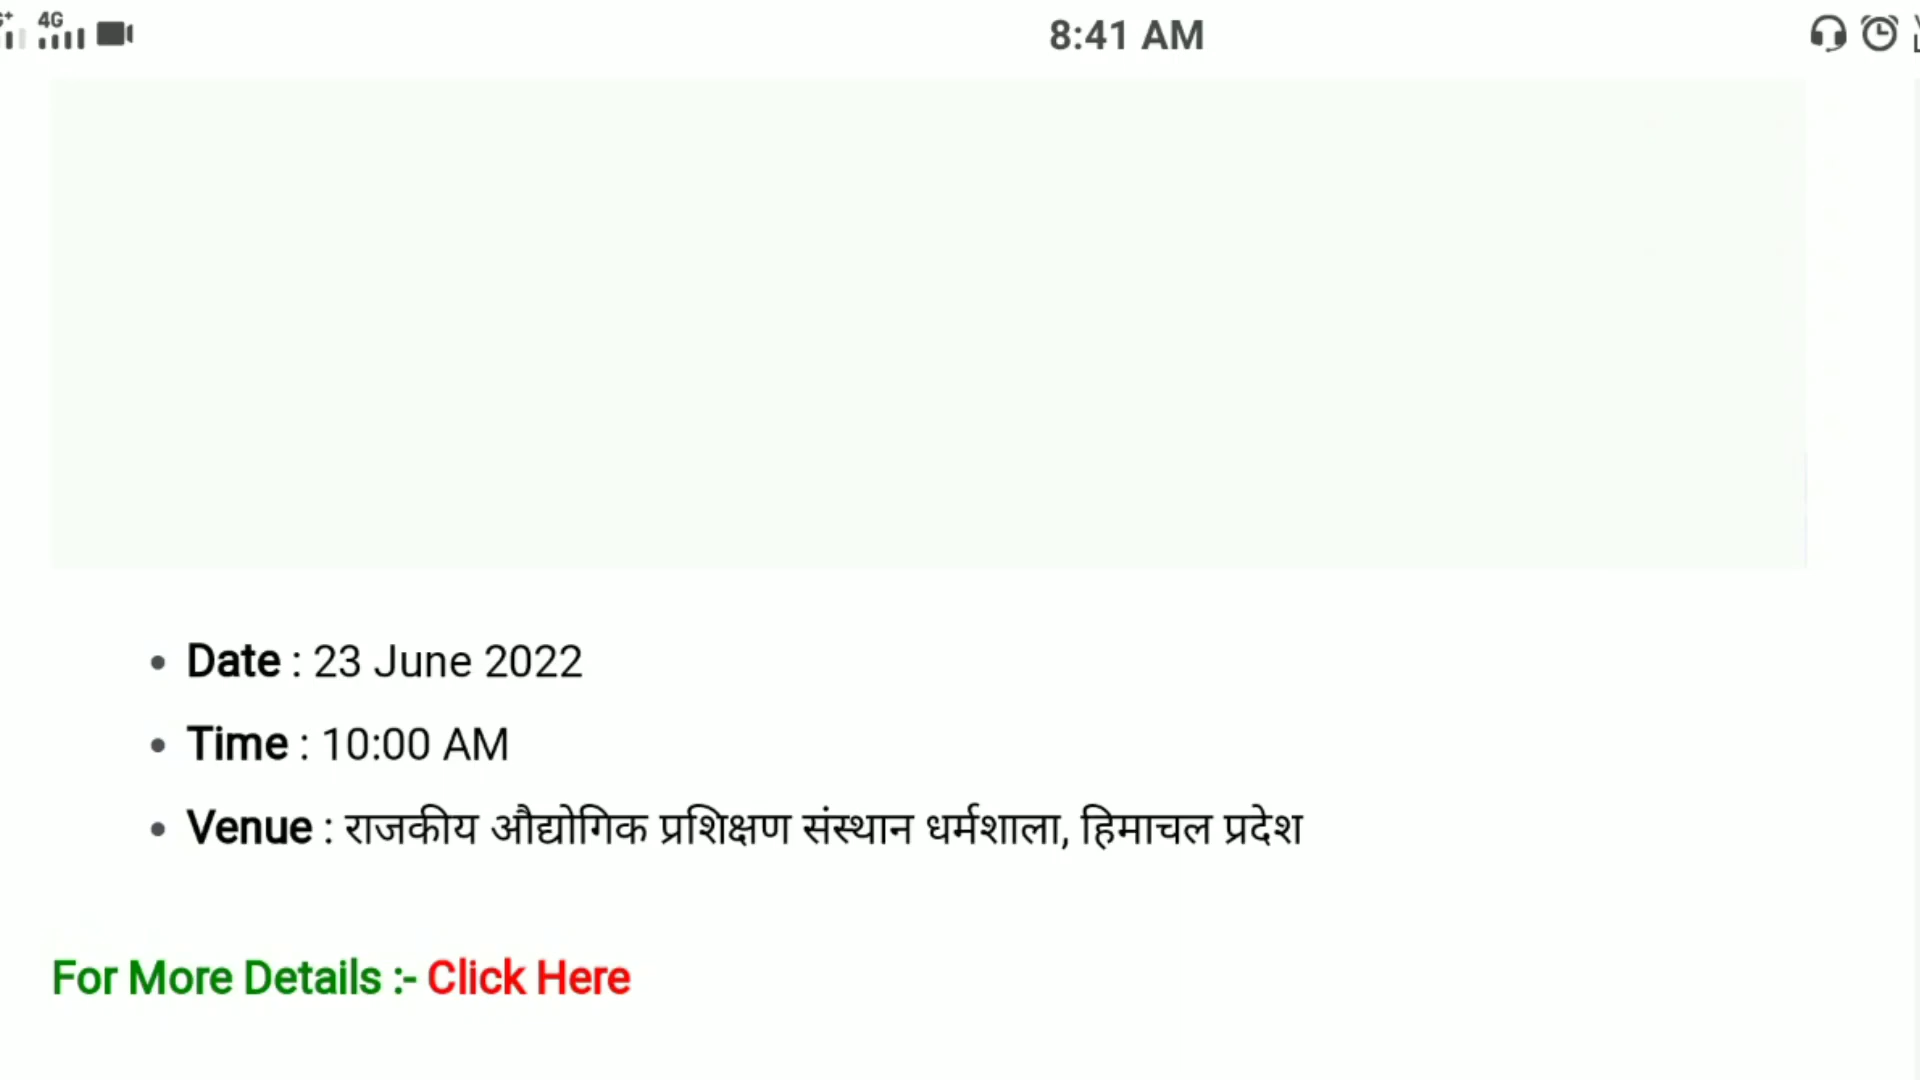 4G 8:41 AM
Date : 23 June 2022
Time : 10:00 AM
Venue : राजकीय औद्योगिक प्रशिक्षण संस्थान धर्मशाला, हिमाचल प्रदेश
For More Details :- Click Here